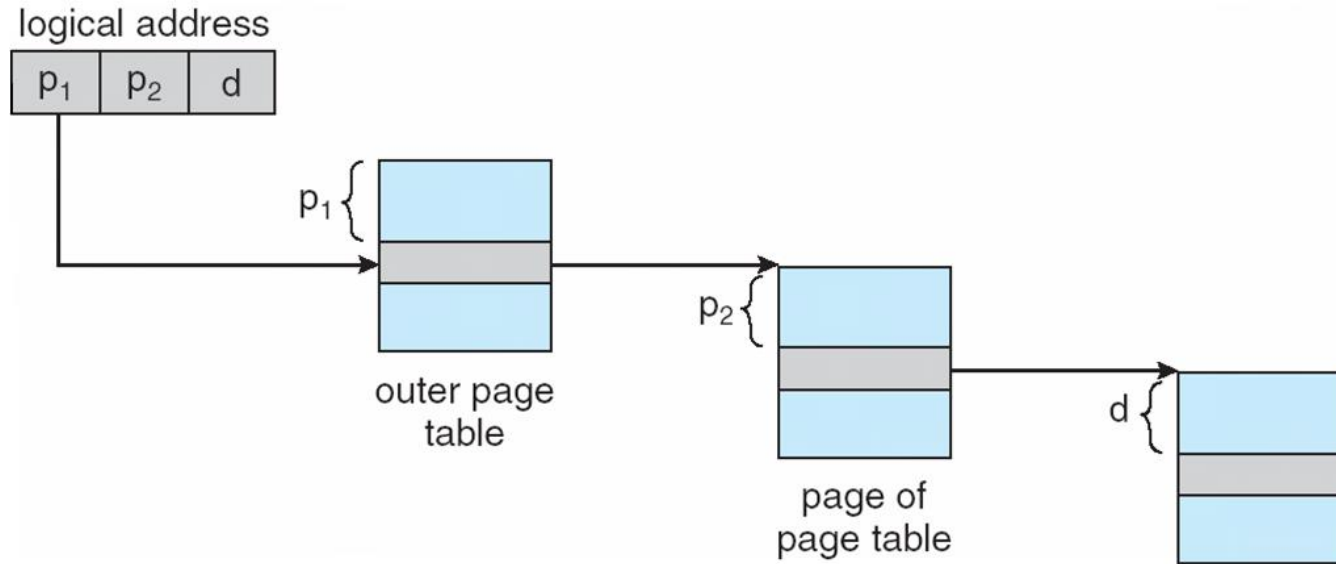 logical address
p₁ p₂ d
p₁
outer page
table
p₂
page of
page table
d